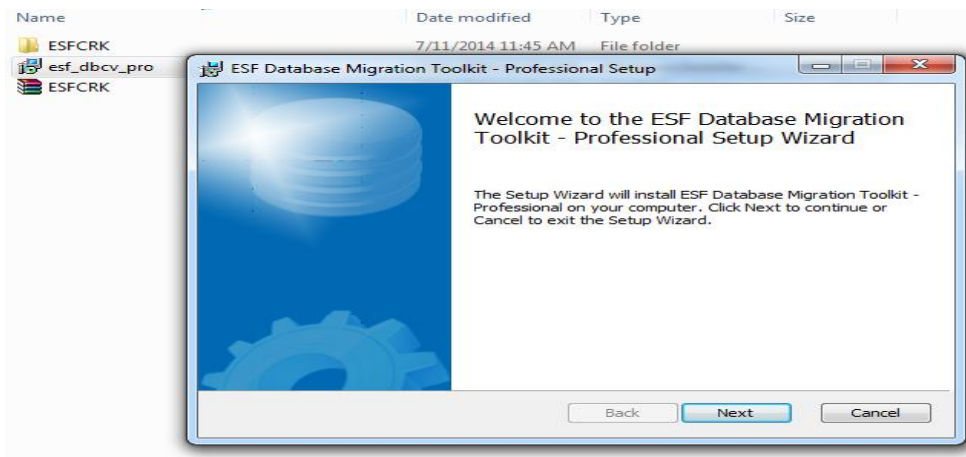 Name Date modified Type Size
ESFCRK 7/11/2014 11:45 AM File folder
esf_dbcv_pro
ESFCRK
ESF Database Migration Toolkit - Professional Setup
Welcome to the ESF Database Migration
Toolkit - Professional Setup Wizard
The Setup Wizard will install ESF Database Migration Toolkit -
Professional on your computer. Click Next to continue or
Cancel to exit the Setup Wizard.
Back Next Cancel